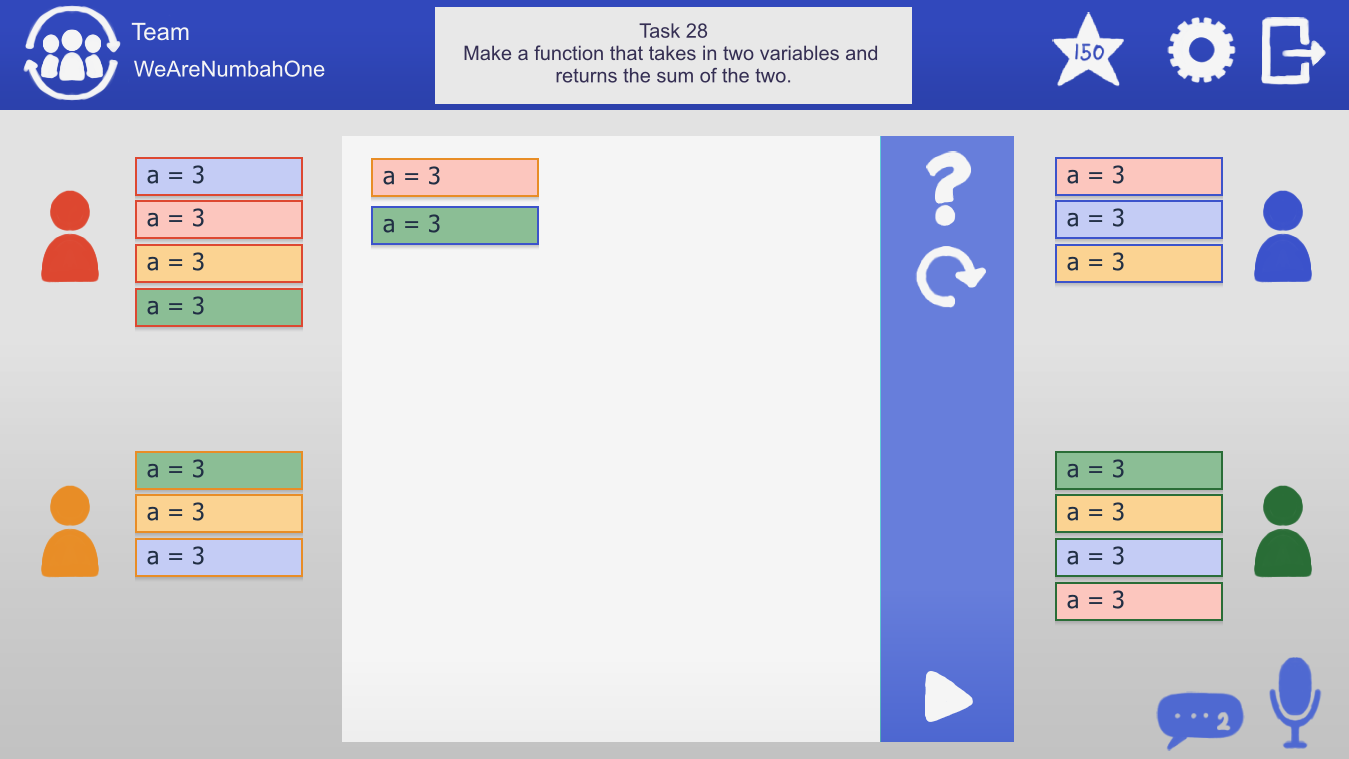 Team
WeAreNumbahOne
Task 28
Make a function that takes in two variables and
returns the sum of the two.
150
a = 3
a = 3
a = 3
a = 3
a = 3
a = 3
a = 3
a = 3
a = 3
?
a = 3
a = 3
a = 3
a = 3
a = 3
a = 3
a = 3
... 2